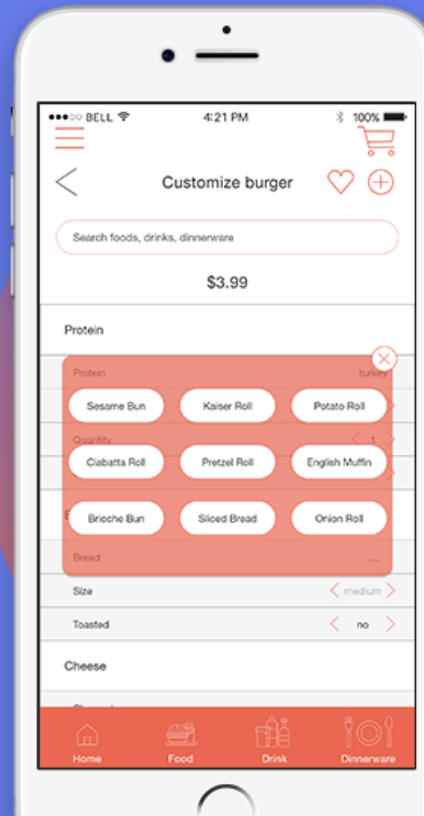 BELL 4:21 PM 100%
Customize burger
Search foods, drinks, dinnerware
$3.99
Protein
Protein turkey
Sesame Bun Kaiser Roll Potato Roll
Quantity 1
Ciabatta Roll Pretzel Roll English Muffin
Brioche Bun Sliced Bread Onion Roll
Bread
Size medium
Toasted no
Cheese
Home Food Drink Dinnerware